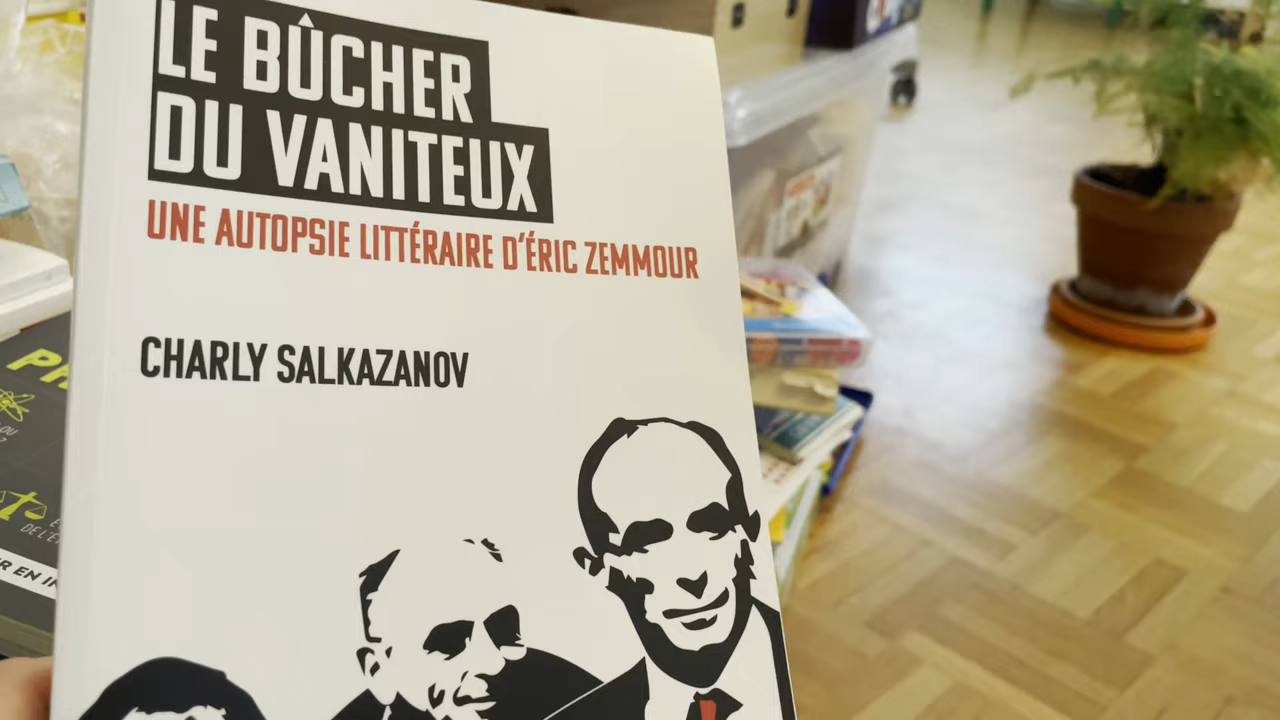 LE BÛCHER
DU VANITEUX
UNE AUTOPSIE LITTÉRAIRE D'ÉRIC ZEMMOUR
CHARLY SALKAZANOV